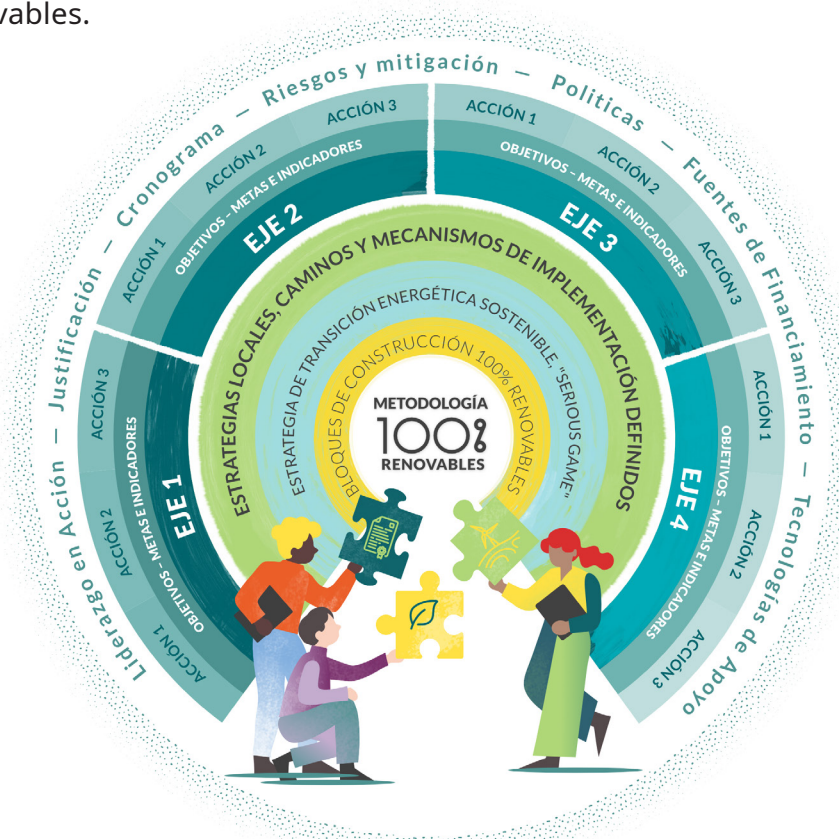 vables.
Liderazgo en Acción — Justificación — Cronograma — Riesgos y mitigación — Políticas — Fuentes de Financiamiento — Tecnologías de Apoyo
ACCIÓN 1
ACCIÓN 2
ACCIÓN 3
OBJETIVOS – METAS E INDICADORES
EJE 1
ACCIÓN 1
ACCIÓN 2
ACCIÓN 3
OBJETIVOS – METAS E INDICADORES
EJE 2
ACCIÓN 1
ACCIÓN 2
ACCIÓN 3
OBJETIVOS – METAS E INDICADORES
EJE 3
ACCIÓN 1
ACCIÓN 2
ACCIÓN 3
OBJETIVOS – METAS E INDICADORES
EJE 4
ESTRATEGIAS LOCALES, CAMINOS Y MECANISMOS DE IMPLEMENTACIÓN DEFINIDOS
ESTRATEGIA DE TRANSICIÓN ENERGÉTICA SOSTENIBLE, "SERIOUS GAME"
BLOQUES DE CONSTRUCCIÓN 100% RENOVABLES
METODOLOGÍA
100%
RENOVABLES